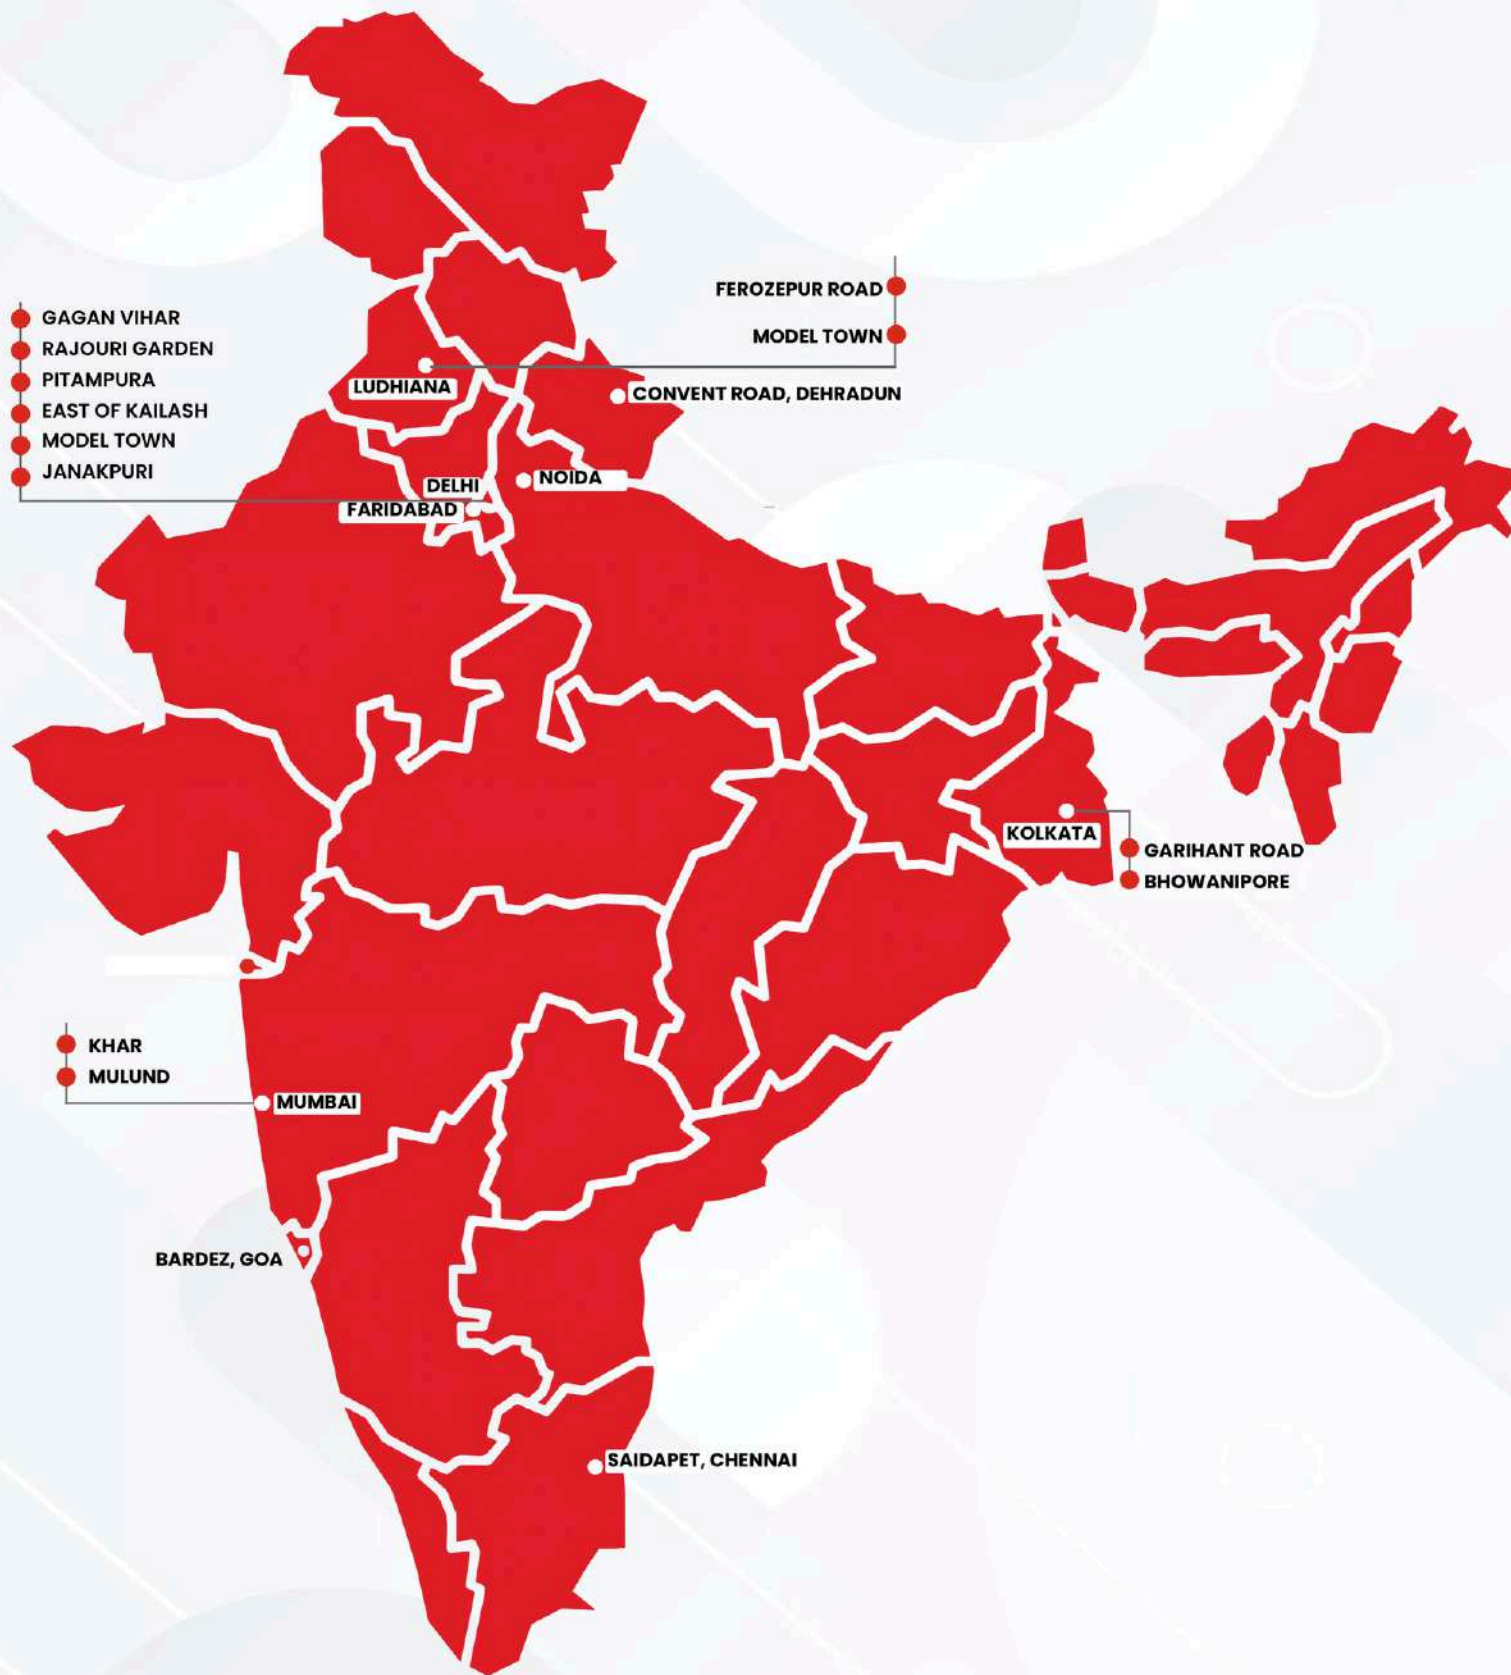 FEROZEPUR ROAD
MODEL TOWN
GAGAN VIHAR
RAJOURI GARDEN
PITAMPURA
EAST OF KAILASH
MODEL TOWN
JANAKPURI
LUDHIANA
CONVENT ROAD, DEHRADUN
DELHI
NOIDA
FARIDABAD
KOLKATA
GARIHANT ROAD
BHOWANIPORE
KHAR
MULUND
MUMBAI
BARDEZ, GOA
SAIDAPET, CHENNAI